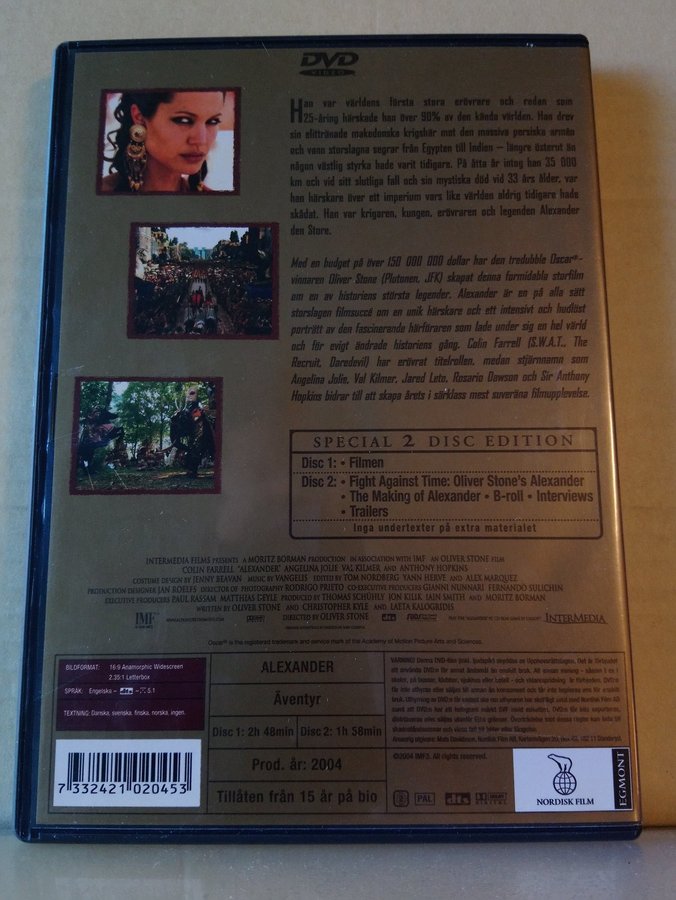 DVD
VIDEO
Han var världens första stora erövrare och redan som
25-åring härskade han över 90% av den kända världen. Han drev
sin elittränade makedonska krigshär mot den massiva persiska armén
och vann storslagna segrar från Egypten till Indien – längre österut än
någon västlig styrka hade varit tidigare. På åtta år intog han 35 000
km och vid sitt slutliga fall och sin mystiska död vid 33 års ålder, var
han härskare över ett imperium vars like världen aldrig tidigare hade
skådat. Han var krigaren, kungen, erövraren och legenden Alexander
den Store.
Med en budget på över 150 000 000 dollar har den tredubble Oscar®-
vinnaren Oliver Stone (Plutonen, JFK) skapat denna formidabla storfilm
om en av historiens största legender. Alexander är en på alla sätt
storslagen filmsuccé om en unik härskare och ett intensivt och hudlöst
porträtt av den fascinerande härföraren som lade under sig en hel värld
och för evigt ändrade historiens gång. Colin Farrell (S.W.A.T., The
Recruit, Daredevil) har erövrat titelrollen, medan stjärnnamn som
Angelina Jolie, Val Kilmer, Jared Leto, Rosario Dawson och Sir Anthony
Hopkins bidrar till att skapa årets i särklass mest suveräna filmupplevelse.
SPECIAL 2 DISC EDITION
Disc 1: • Filmen
Disc 2: • Fight Against Time: Oliver Stone's Alexander
• The Making of Alexander • B-roll • Interviews
• Trailers
Inga undertexter på extra materialet
INTERMEDIA FILMS PRESENTS A MORITZ BORMAN PRODUCTION IN ASSOCIATION WITH IMF AN OLIVER STONE FILM
COLIN FARRELL "ALEXANDER" ANGELINA JOLIE VAL KILMER AND ANTHONY HOPKINS
COSTUME DESIGN BY JENNY BEAVAN MUSIC BY VANGELIS EDITED BY TOM NORDBERG YANN HERVE AND ALEX MARQUEZ
PRODUCTION DESIGNER JAN ROELFS DIRECTOR OF PHOTOGRAPHY RODRIGO PRIETO CO-EXECUTIVE PRODUCERS GIANNI NUNNARI FERNANDO SULICHIN
EXECUTIVE PRODUCERS PAUL RASSAM MATTHIAS DEYLE PRODUCED BY THOMAS SCHÜHLY JON KILIK IAIN SMITH AND MORITZ BORMAN
WRITTEN BY OLIVER STONE AND CHRISTOPHER KYLE AND LAETA KALOGRIDIS
IMF DIRECTED BY OLIVER STONE dts INTERMEDIA
Oscar® is the registered trademark and service mark of the Academy of Motion Picture Arts and Sciences.
BILDFORMAT: 16:9 Anamorphic Widescreen
2.35:1 Letterbox
SPRÅK: Engelska – dts – 5.1
TEXTNING: Danska, svenska, finska, norska, ingen.
7 332421 020453
ALEXANDER
Äventyr
Disc 1: 2h 48min Disc 2: 1h 58min
Prod. år: 2004
Tillåten från 15 år på bio
©2004 IMF3. All rights reserved.
PAL dts DOLBY DIGITAL
NORDISK FILM
EGMONT